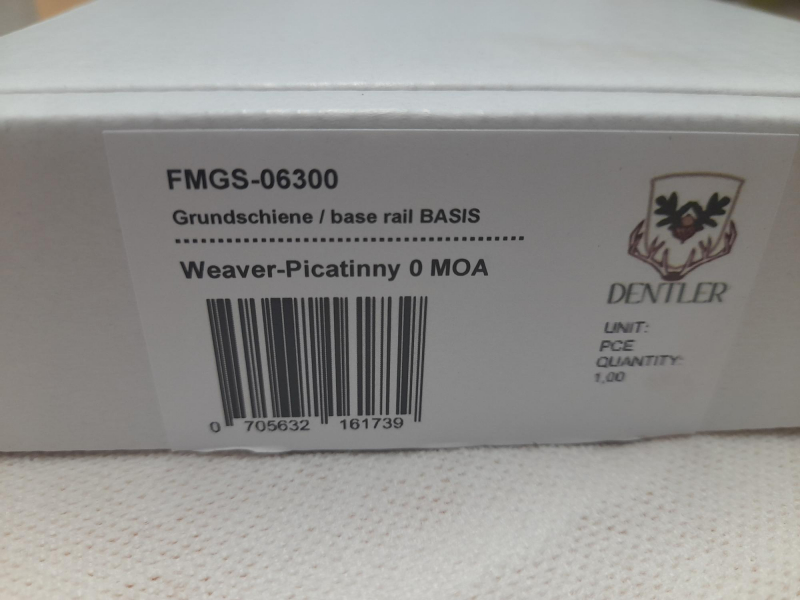 FMGS-06300
Grundschiene / base rail BASIS
Weaver-Picatinny 0 MOA
0 705632 161739
DENTLER
UNIT:
PCE
QUANTITY:
1,00